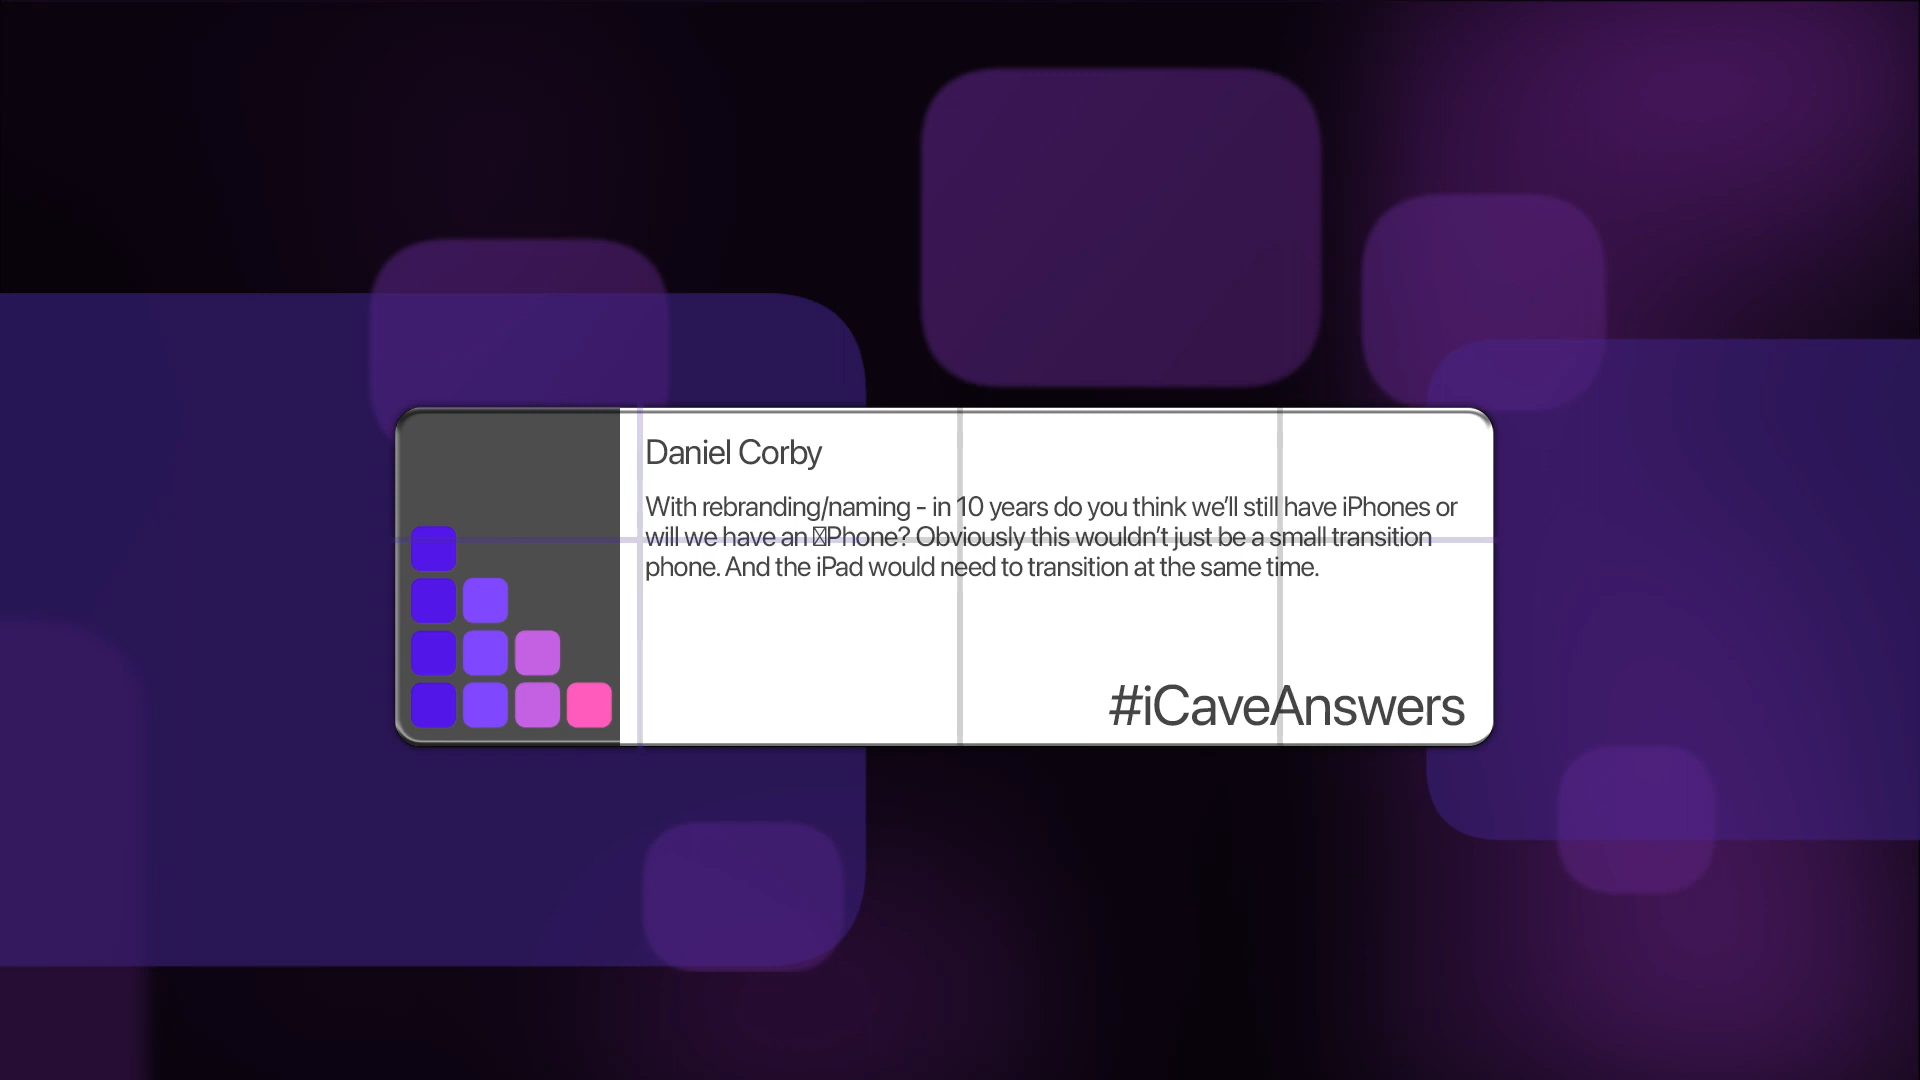 Daniel Corby
With rebranding/naming - in 10 years do you think we’ll still have iPhones or
will we have an Phone? Obviously this wouldn’t just be a small transition
phone. And the iPad would need to transition at the same time.
#iCaveAnswers